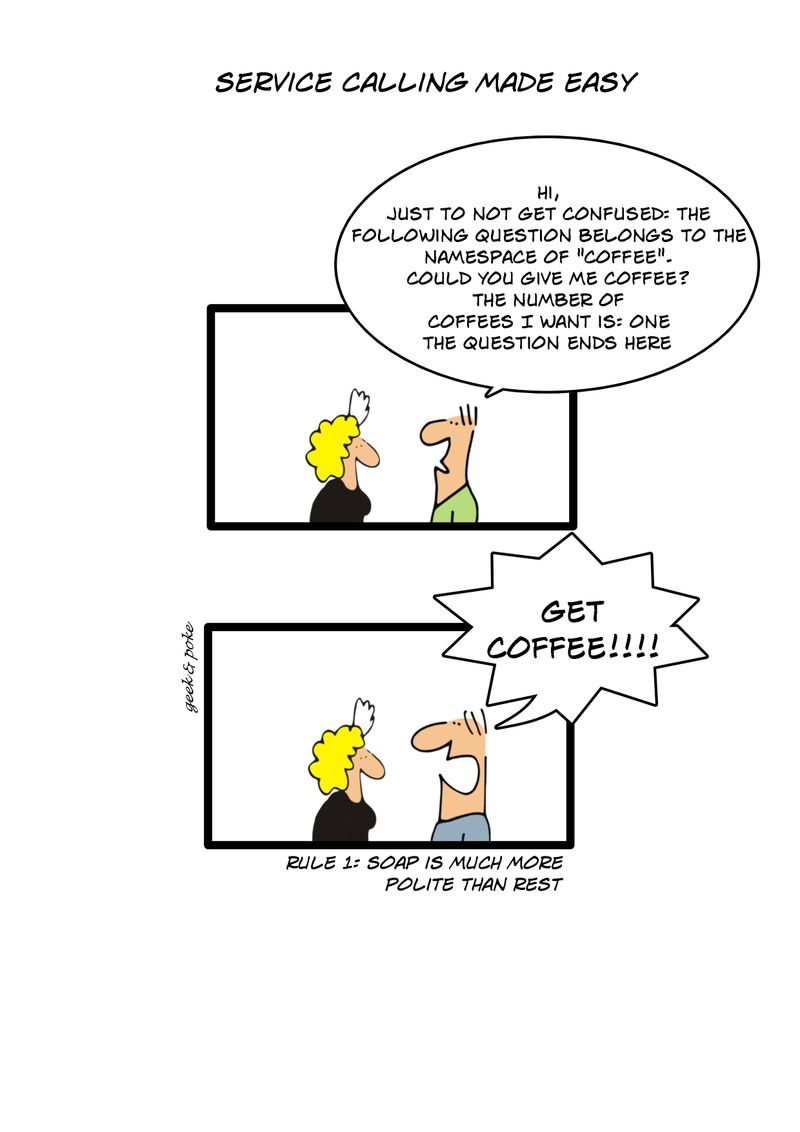 SERVICE CALLING MADE EASY
HI,
JUST TO NOT GET CONFUSED: THE
FOLLOWING QUESTION BELONGS TO THE
NAMESPACE OF "COFFEE".
COULD YOU GIVE ME COFFEE?
THE NUMBER OF
COFFEES I WANT IS: ONE
THE QUESTION ENDS HERE
GET
COFFEE!!!!
geek & poke
RULE 1: SOAP IS MUCH MORE
POLITE THAN REST